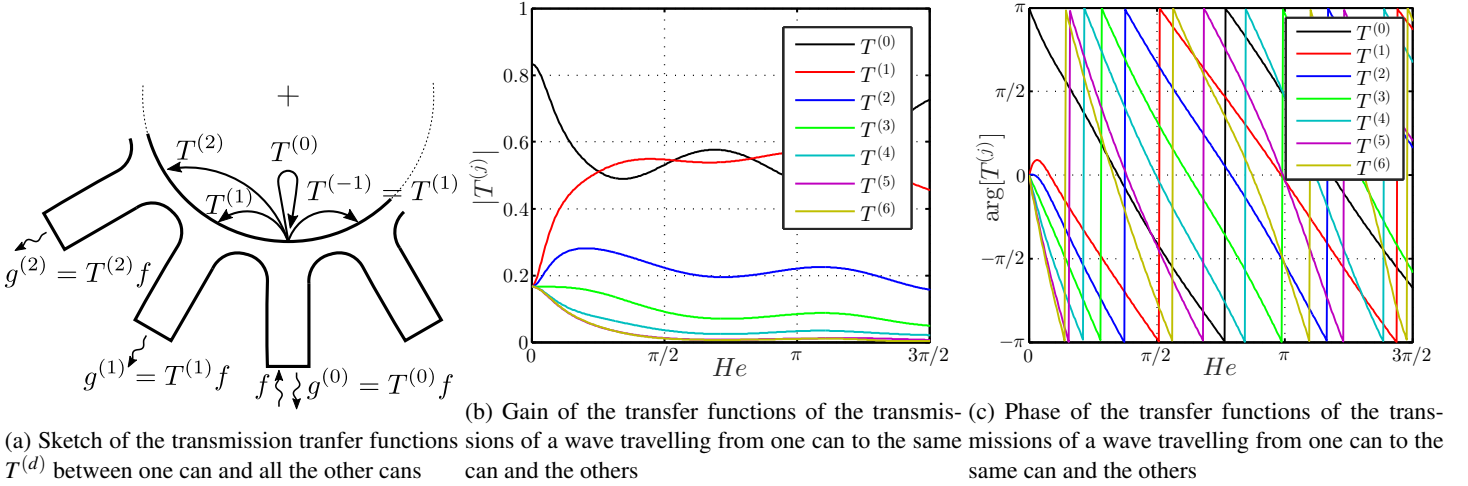 +
T^(2)
T^(0)
T^(1)
T^(-1) = T^(1)
g^(2) = T^(2) f
g^(1) = T^(1) f
f
g^(0) = T^(0) f
(a) Sketch of the transmission tranfer functions
T^(d) between one can and all the other cans
|T^(j)|
1
0.8
0.6
0.4
0.2
0
0
π/2
π
3π/2
He
T^(0)
T^(1)
T^(2)
T^(3)
T^(4)
T^(5)
T^(6)
(b) Gain of the transfer functions of the transmis-
sions of a wave travelling from one can to the same
can and the others
arg[T^(j)]
π
π/2
0
−π/2
−π
0
π/2
π
3π/2
He
T^(0)
T^(1)
T^(2)
T^(3)
T^(4)
T^(5)
T^(6)
(c) Phase of the transfer functions of the trans-
missions of a wave travelling from one can to the
same can and the others